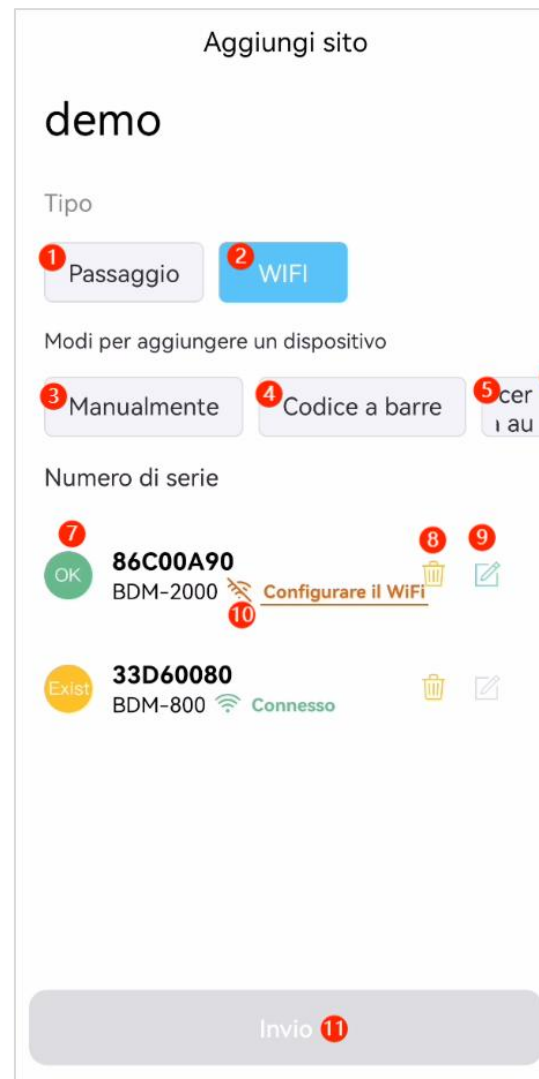 Aggiungi sito
demo
Tipo
1 Passaggio 2 WIFI
Modi per aggiungere un dispositivo
3 Manualmente 4 Codice a barre 5 cer
au
Numero di serie
7 8 9
OK 86C00A90
BDM-2000 Configurare il WiFi
10
Exist 33D60080
BDM-800 Connesso
Invio 11